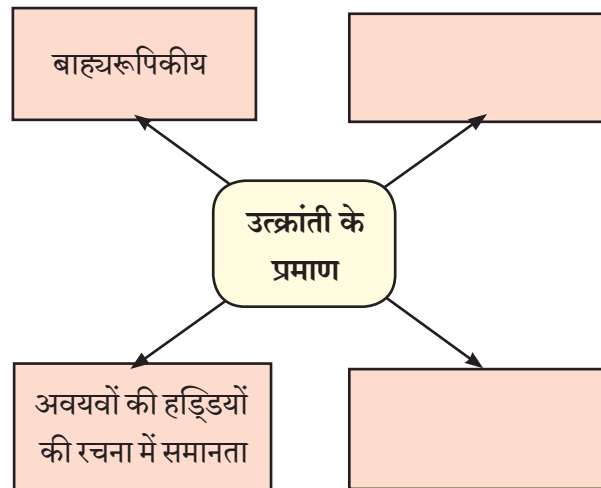 बाह्यरूपिकीय
उत्क्रांती के
प्रमाण
अवयवों की हड्डियों
की रचना में समानता